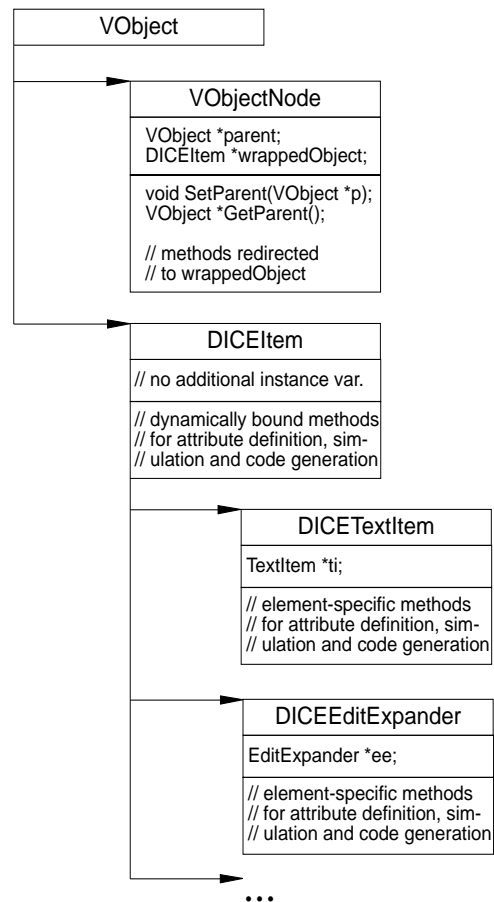 VObject
VObjectNode
VObject *parent;
DICEItem *wrappedObject;
void SetParent(VObject *p);
VObject *GetParent();
// methods redirected
// to wrappedObject
DICEItem
// no additional instance var.
// dynamically bound methods
// for attribute definition, sim-
// ulation and code generation
DICETextItem
TextItem *ti;
// element-specific methods
// for attribute definition, sim-
// ulation and code generation
DICEEditExpander
EditExpander *ee;
// element-specific methods
// for attribute definition, sim-
// ulation and code generation
...